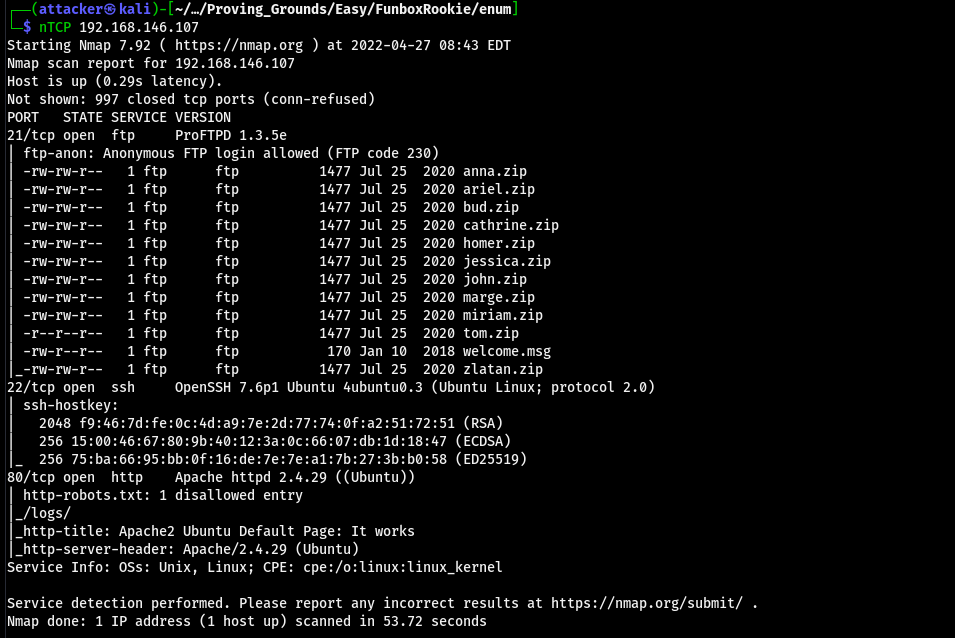 ┌──(attacker㉿kali)-[~/…/Proving_Grounds/Easy/FunboxRookie/enum]
└─$ nTCP 192.168.146.107
Starting Nmap 7.92 ( https://nmap.org ) at 2022-04-27 08:43 EDT
Nmap scan report for 192.168.146.107
Host is up (0.29s latency).
Not shown: 997 closed tcp ports (conn-refused)
PORT   STATE SERVICE VERSION
21/tcp open  ftp     ProFTPD 1.3.5e
| ftp-anon: Anonymous FTP login allowed (FTP code 230)
| -rw-rw-r--   1 ftp      ftp          1477 Jul 25  2020 anna.zip
| -rw-rw-r--   1 ftp      ftp          1477 Jul 25  2020 ariel.zip
| -rw-rw-r--   1 ftp      ftp          1477 Jul 25  2020 bud.zip
| -rw-rw-r--   1 ftp      ftp          1477 Jul 25  2020 cathrine.zip
| -rw-rw-r--   1 ftp      ftp          1477 Jul 25  2020 homer.zip
| -rw-rw-r--   1 ftp      ftp          1477 Jul 25  2020 jessica.zip
| -rw-rw-r--   1 ftp      ftp          1477 Jul 25  2020 john.zip
| -rw-rw-r--   1 ftp      ftp          1477 Jul 25  2020 marge.zip
| -rw-rw-r--   1 ftp      ftp          1477 Jul 25  2020 miriam.zip
| -r--r--r--   1 ftp      ftp          1477 Jul 25  2020 tom.zip
| -rw-r--r--   1 ftp      ftp           170 Jan 10  2018 welcome.msg
|_-rw-rw-r--   1 ftp      ftp          1477 Jul 25  2020 zlatan.zip
22/tcp open  ssh     OpenSSH 7.6p1 Ubuntu 4ubuntu0.3 (Ubuntu Linux; protocol 2.0)
| ssh-hostkey:
|   2048 f9:46:7d:fe:0c:4d:a9:7e:2d:77:74:0f:a2:51:72:51 (RSA)
|   256 15:00:46:67:80:9b:40:12:3a:0c:66:07:db:1d:18:47 (ECDSA)
|_  256 75:ba:66:95:bb:0f:16:de:7e:7e:a1:7b:27:3b:b0:58 (ED25519)
80/tcp open  http    Apache httpd 2.4.29 ((Ubuntu))
| http-robots.txt: 1 disallowed entry
|_/logs/
|_http-title: Apache2 Ubuntu Default Page: It works
|_http-server-header: Apache/2.4.29 (Ubuntu)
Service Info: OSs: Unix, Linux; CPE: cpe:/o:linux:linux_kernel
Service detection performed. Please report any incorrect results at https://nmap.org/submit/ .
Nmap done: 1 IP address (1 host up) scanned in 53.72 seconds